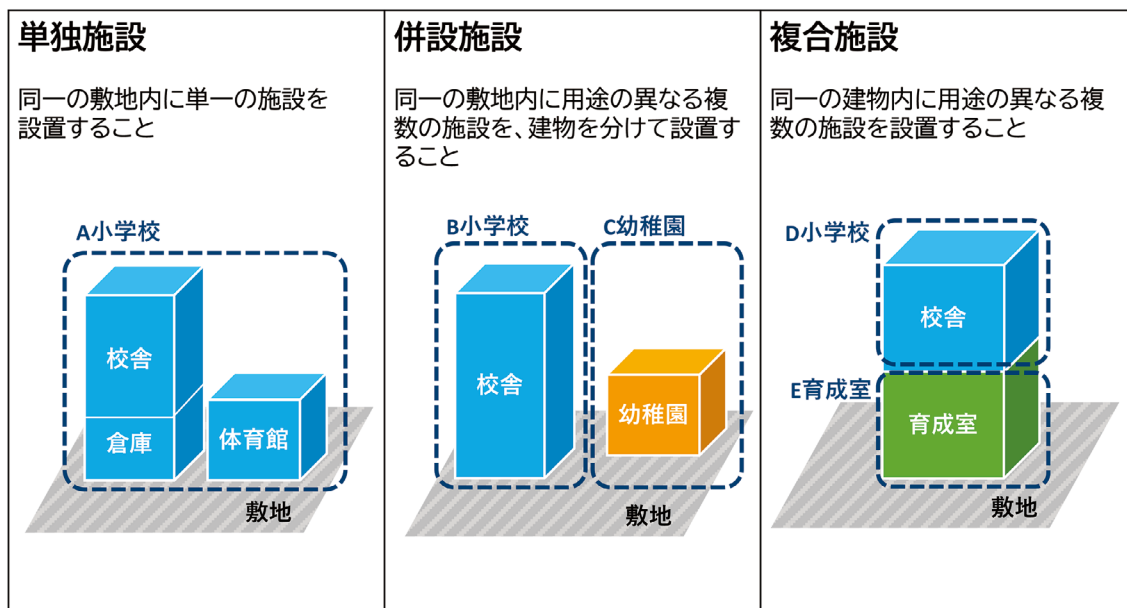 単独施設
同一の敷地内に単一の施設を
設置すること
A小学校
校舎
倉庫
体育館
敷地
併設施設
同一の敷地内に用途の異なる複
数の施設を、建物を分けて設置す
ること
B小学校
C幼稚園
校舎
幼稚園
敷地
複合施設
同一の建物内に用途の異なる複
数の施設を設置すること
D小学校
校舎
E育成室
育成室
敷地